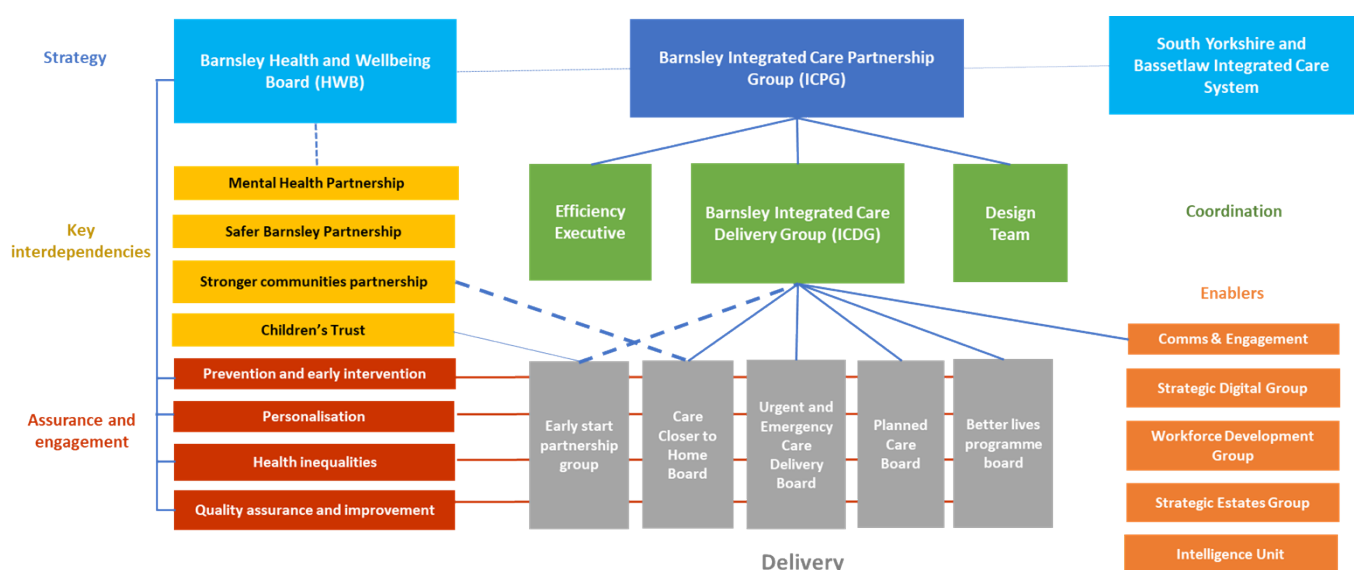 Strategy
Barnsley Health and Wellbeing
Board (HWB)
Barnsley Integrated Care Partnership
Group (ICPG)
South Yorkshire and
Bassetlaw Integrated Care
System
Key
interdependencies
Mental Health Partnership
Safer Barnsley Partnership
Stronger communities partnership
Children's Trust
Efficiency
Executive
Barnsley Integrated Care
Delivery Group (ICDG)
Design
Team
Coordination
Enablers
Comms & Engagement
Strategic Digital Group
Workforce Development
Group
Strategic Estates Group
Intelligence Unit
Assurance and
engagement
Prevention and early intervention
Personalisation
Health inequalities
Quality assurance and improvement
Early start
partnership
group
Care
Closer to
Home
Board
Urgent and
Emergency
Care
Delivery
Board
Planned
Care
Board
Better lives
programme
board
Delivery